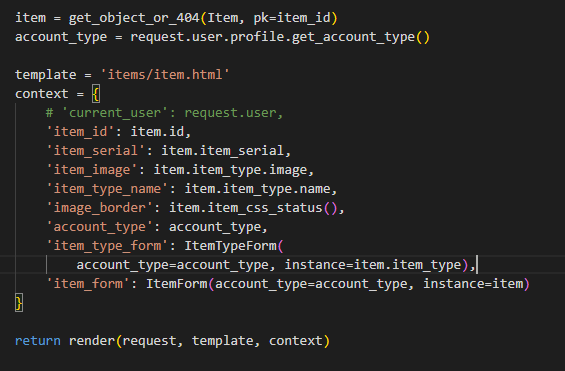 item = get_object_or_404(Item, pk=item_id)
account_type = request.user.profile.get_account_type()
template = 'items/item.html'
context = {
# 'current_user': request.user,
'item_id': item.id,
'item_serial': item.item_serial,
'item_image': item.item_type.image,
'item_type_name': item.item_type.name,
'image_border': item.item_css_status(),
'account_type': account_type,
'item_type_form': ItemTypeForm(
account_type=account_type, instance=item.item_type),
'item_form': ItemForm(account_type=account_type, instance=item)
}
return render(request, template, context)